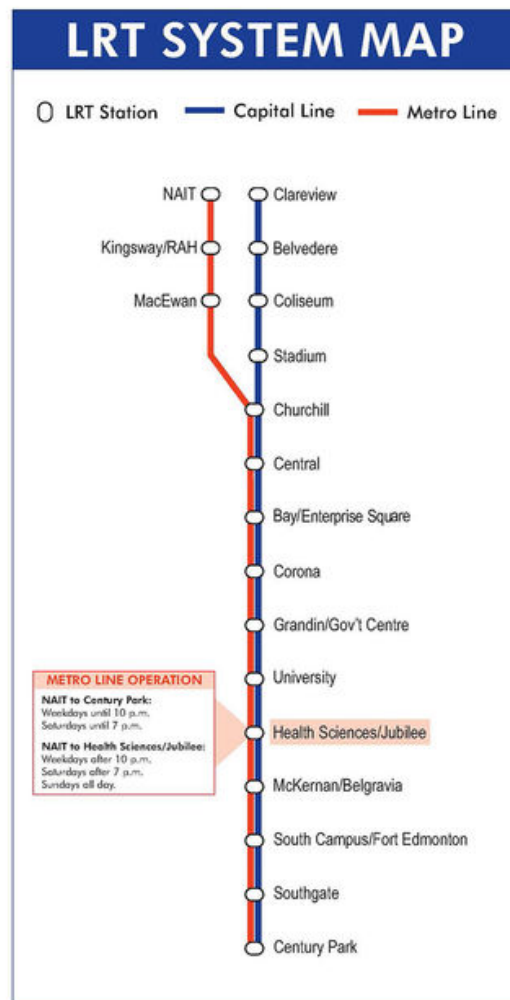 LRT SYSTEM MAP
LRT Station
Capital Line
Metro Line
NAIT
Clareview
Kingsway/RAH
Belvedere
MacEwan
Coliseum
Stadium
Churchill
Central
Bay/Enterprise Square
Corona
Grandin/Gov't Centre
University
METRO LINE OPERATION
NAIT to Century Park:
Weekdays until 10 p.m.
Saturdays until 7 p.m.
NAIT to Health Sciences/Jubilee:
Weekdays after 10 p.m.
Saturdays after 7 p.m.
Sundays all day.
Health Sciences/Jubilee
McKernan/Belgravia
South Campus/Fort Edmonton
Southgate
Century Park